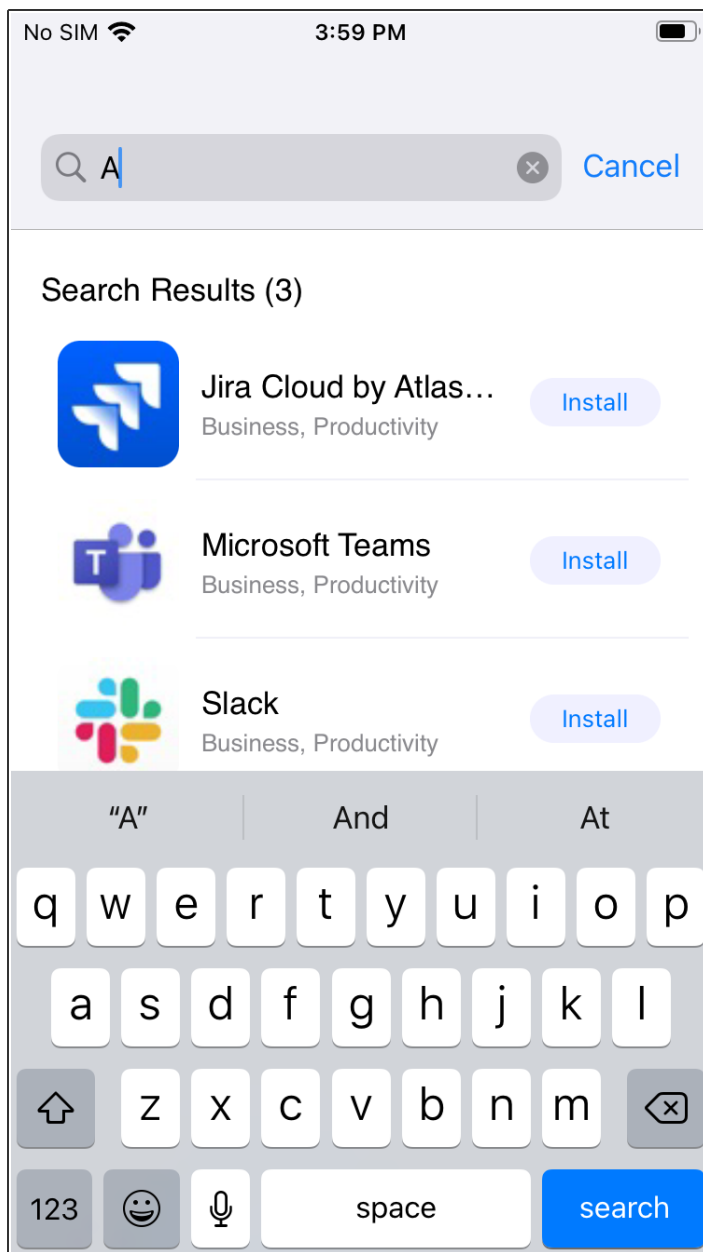 No SIM 3:59 PM
A Cancel
Search Results (3)
Jira Cloud by Atlas...
Business, Productivity
Install
T
Microsoft Teams
Business, Productivity
Install
Slack
Business, Productivity
Install
“A” And At
q w e r t y u i o p
a s d f g h j k l
z x c v b n m
123 space search